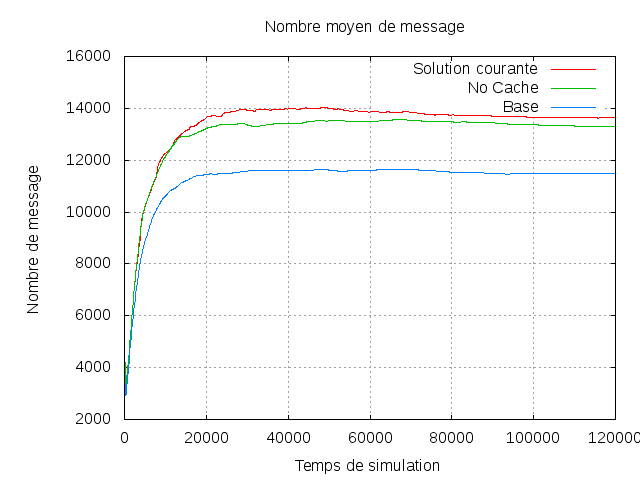 Nombre moyen de message
16000
14000
12000
10000
8000
6000
4000
2000
Nombre de message
Solution courante
No Cache
Base
0 20000 40000 60000 80000 100000 120000
Temps de simulation